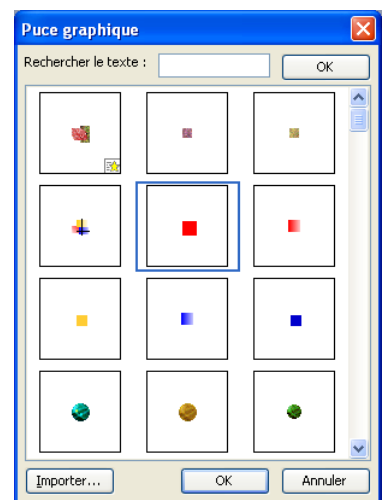 Puce graphique
Rechercher le texte :
OK
Importer...
OK
Annuler